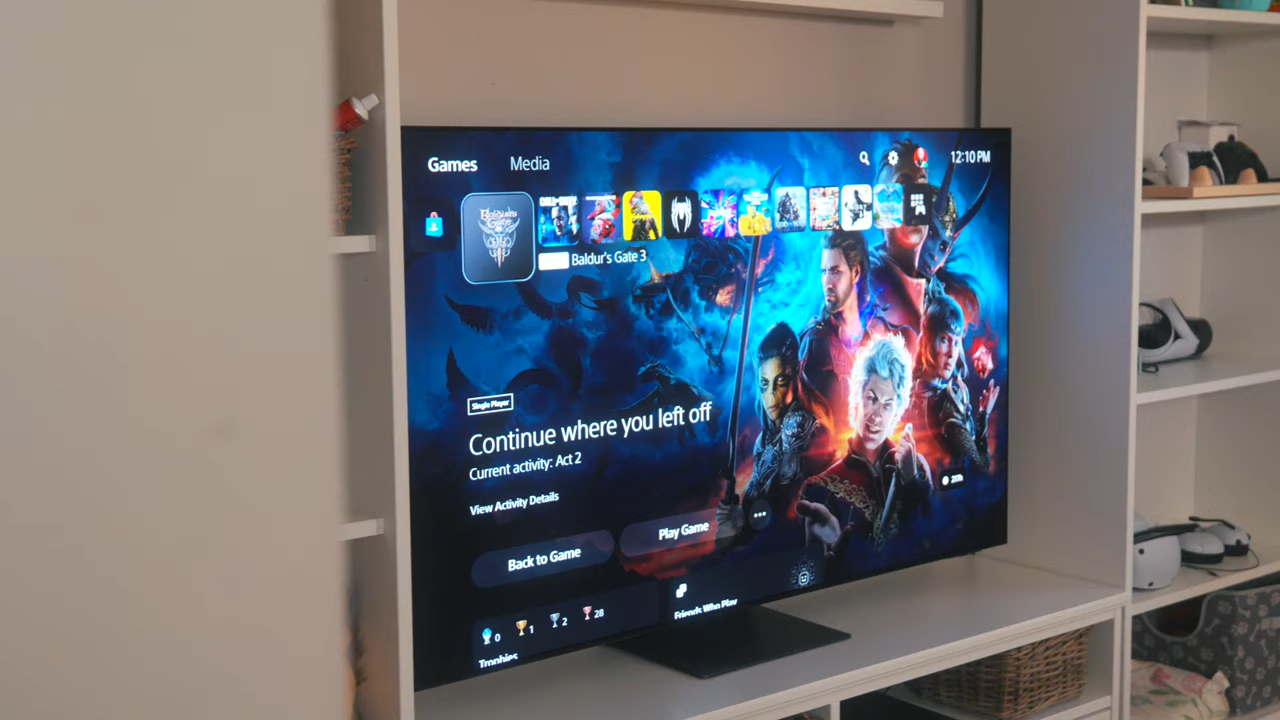 Games Media
12:10 PM
Baldur's Gate 3
Single Player
Continue where you left off
Current activity: Act 2
View Activity Details
Back to Game
Play Game
0 1 2 28
Trophies
Friends Who Play